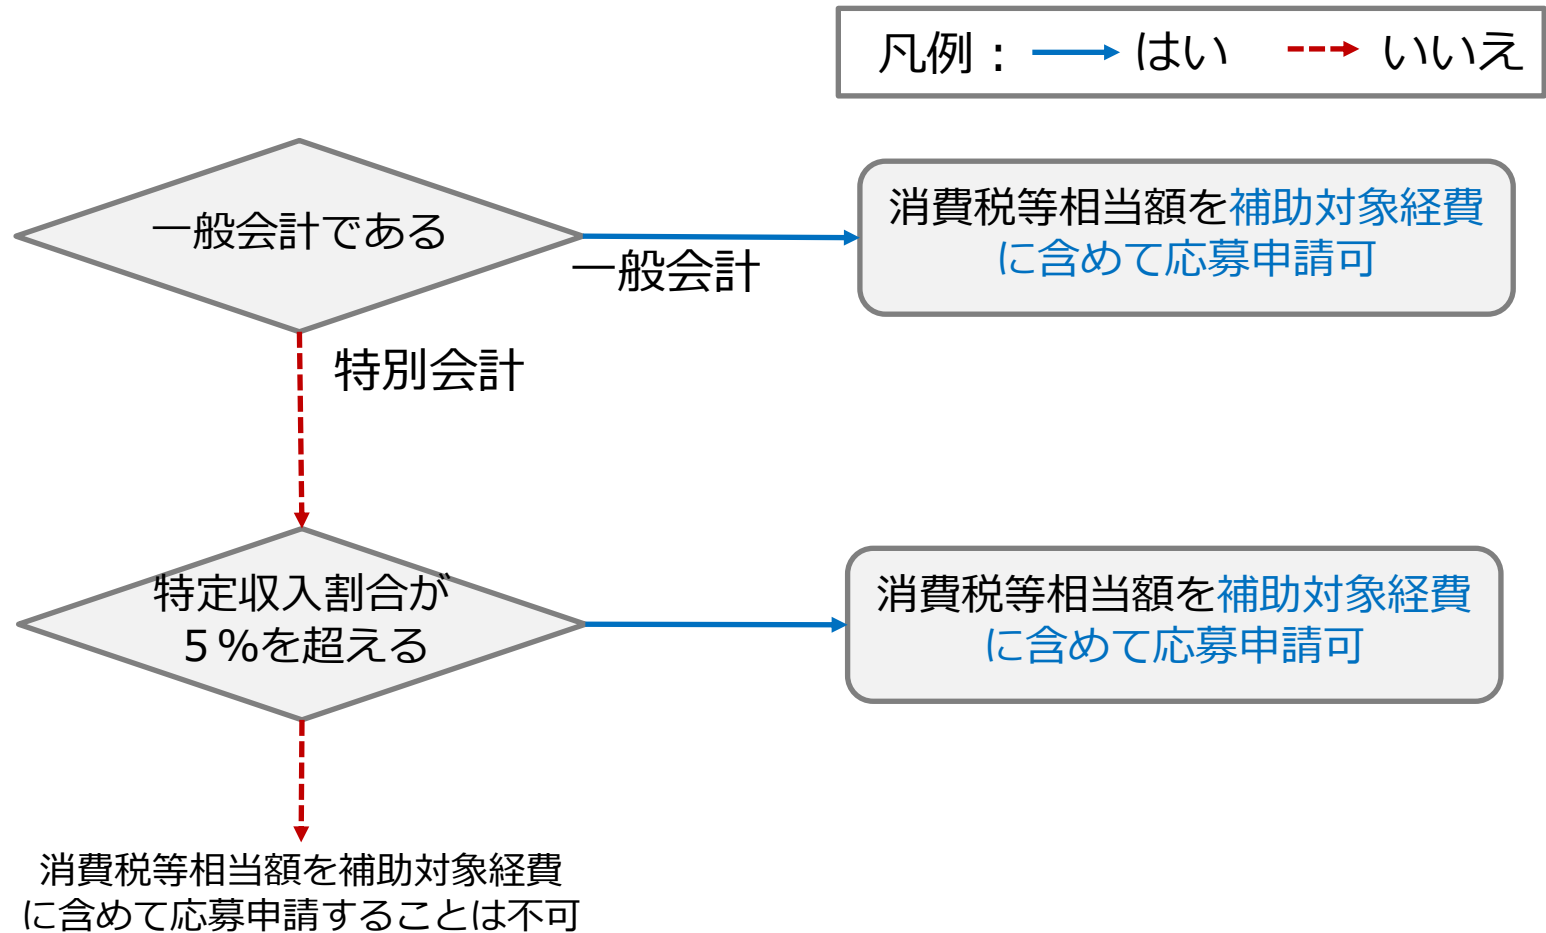 凡例： はい いいえ
一般会計である
消費税等相当額を補助対象経費
に含めて応募申請可
一般会計
特別会計
特定収入割合が
５％を超える
消費税等相当額を補助対象経費
に含めて応募申請可
消費税等相当額を補助対象経費
に含めて応募申請することは不可